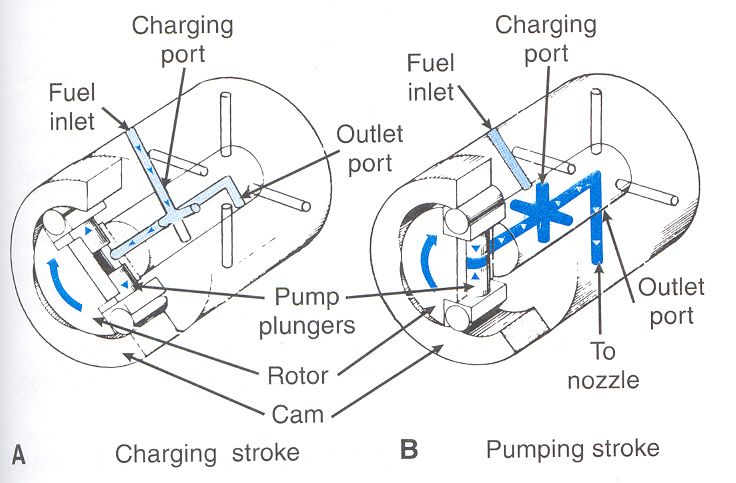 Charging
port
Fuel
inlet
Outlet
port
Pump
plungers
Rotor
Cam
A
Charging stroke
Charging
port
Fuel
inlet
Outlet
port
To
nozzle
B
Pumping stroke